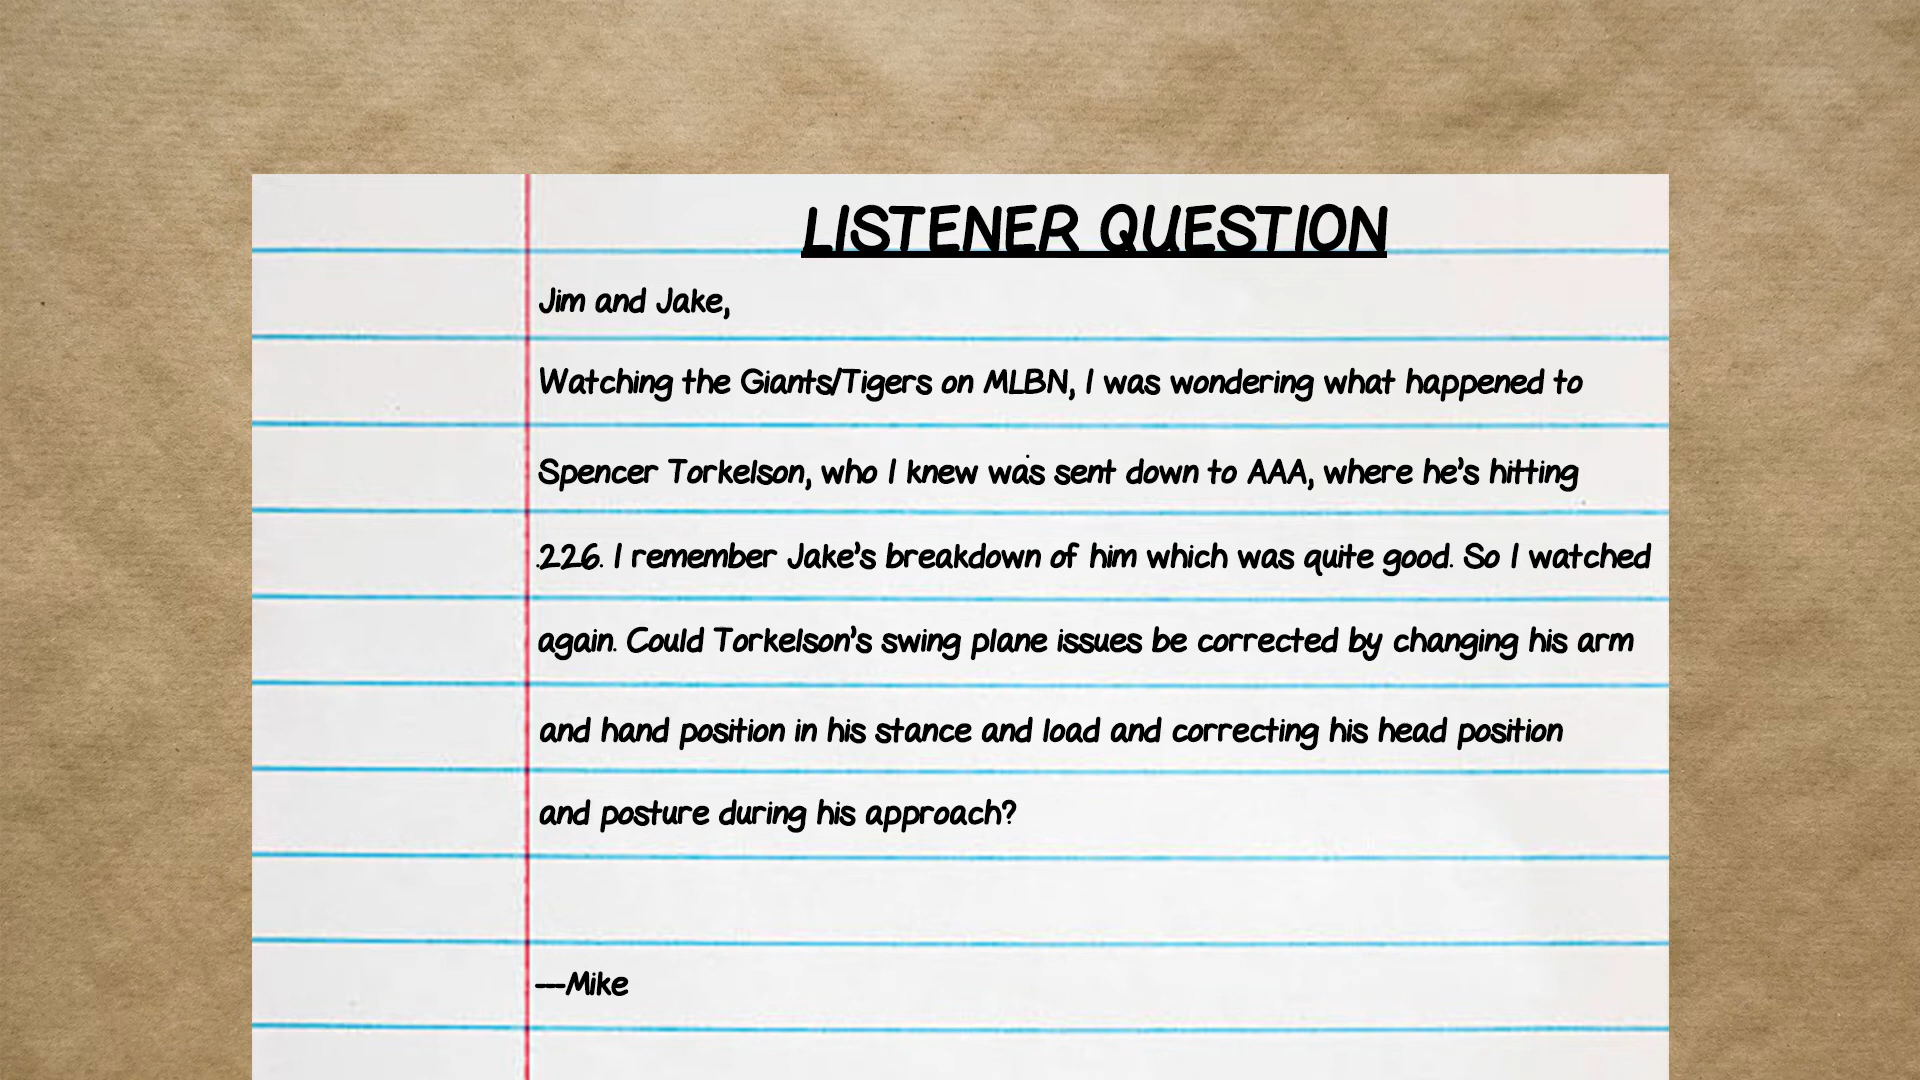 LISTENER QUESTION
Jim and Jake,
Watching the Giants/Tigers on MLBN, I was wondering what happened to
Spencer Torkelson, who I knew was sent down to AAA, where he's hitting
.226. I remember Jake's breakdown of him which was quite good. So I watched
again. Could Torkelson's swing plane issues be corrected by changing his arm
and hand position in his stance and load and correcting his head position
and posture during his approach?
—Mike